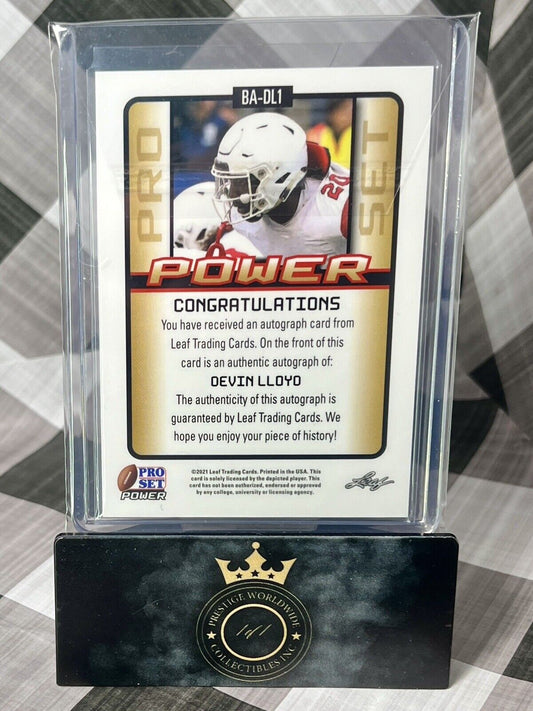 BA-DL1
PRO
SET
20
POWER
CONGRATULATIONS
You have received an autograph card from
Leaf Trading Cards. On the front of this
card is an authentic autograph of:
DEVIN LLOYD
The authenticity of this autograph is
guaranteed by Leaf Trading Cards. We
hope you enjoy your piece of history!
PRO
SET
POWER
©2021 Leaf Trading Cards. Printed in the USA. This
card is solely licensed by the depicted player. This
card has not been authorized, endorsed or approved
by any college, university or licensing agency.
Leaf
PRESTIGE WORLDWIDE
1of1
COLLECTIBLES INC